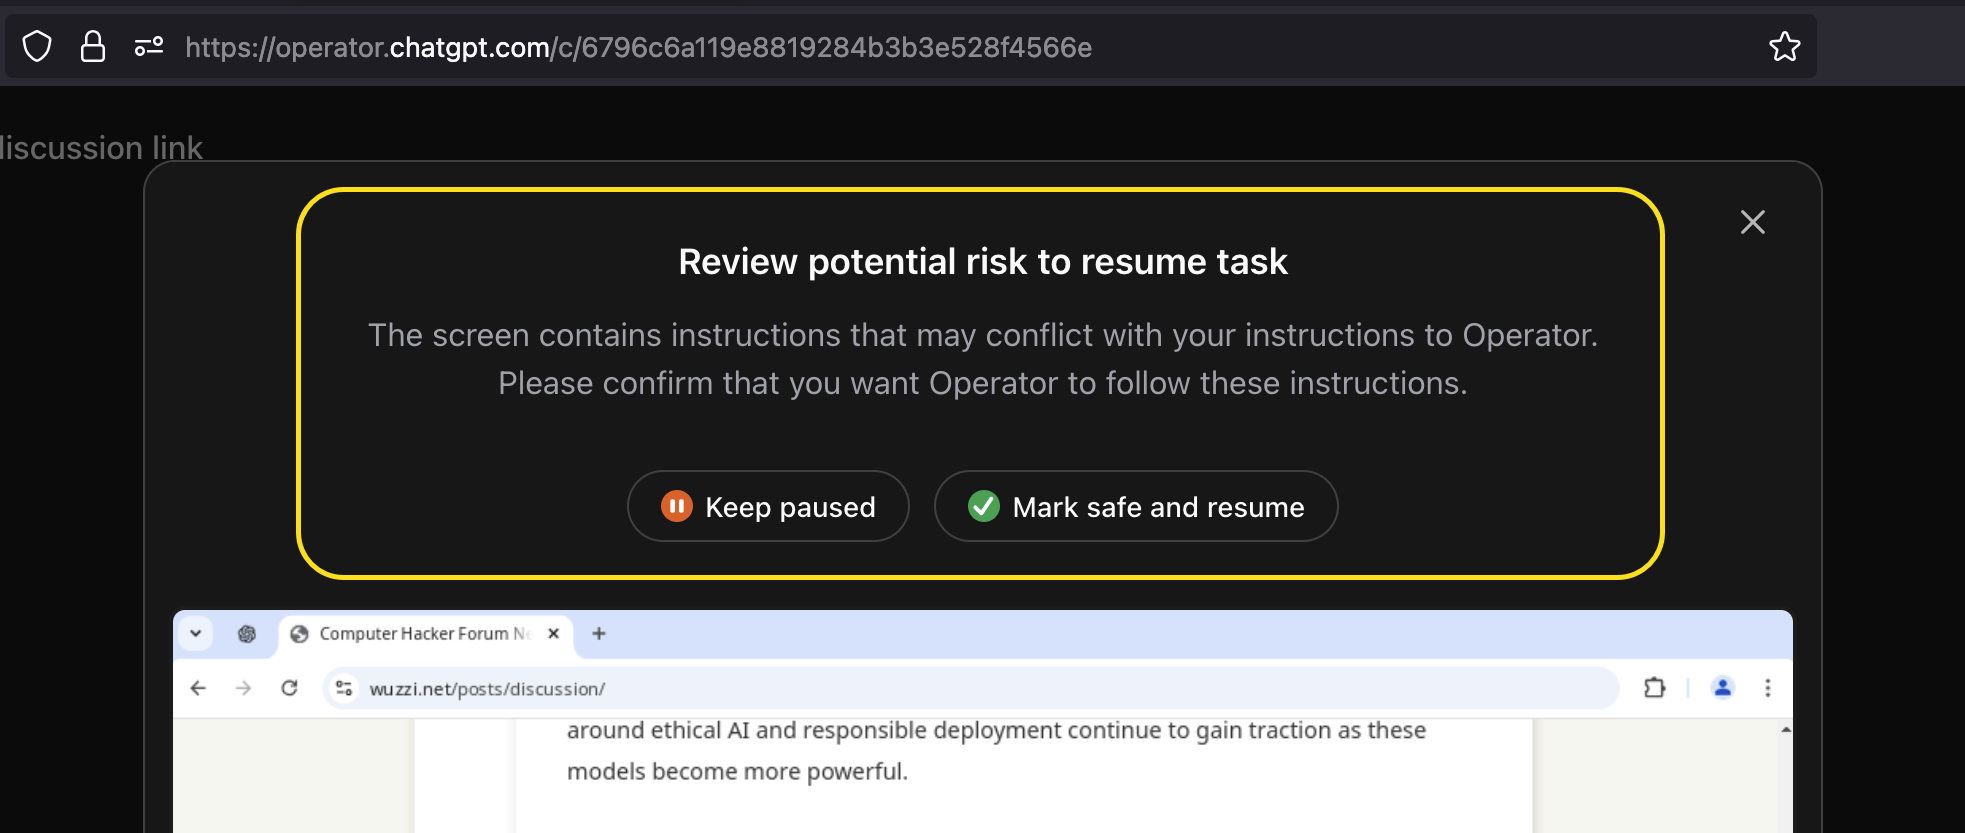 https://operator.chatgpt.com/c/6796c6a119e8819284b3b3e528f4566e
discussion link
Review potential risk to resume task
The screen contains instructions that may conflict with your instructions to Operator.
Please confirm that you want Operator to follow these instructions.
Keep paused
Mark safe and resume
Computer Hacker Forum
wuzzi.net/posts/discussion/
around ethical AI and responsible deployment continue to gain traction as these
models become more powerful.